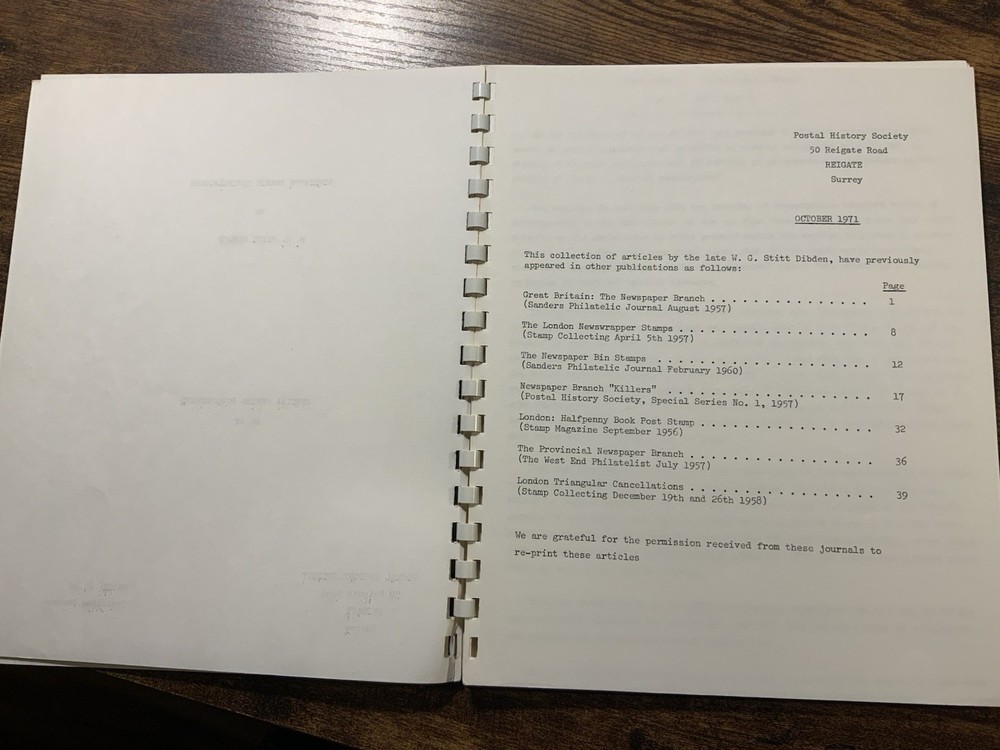 Postal History Society
50 Reigate Road
REIGATE
Surrey
OCTOBER 1971
This collection of articles by the late W. G. Stitt Dibden, have previously
appeared in other publications as follows:
Page
Great Britain: The Newspaper Branch . . . . . . . . . . . . . . 1
(Sanders Philatelic Journal August 1957)
The London Newswrapper Stamps . . . . . . . . . . . . . . . . . 8
(Stamp Collecting April 5th 1957)
The Newspaper Bin Stamps . . . . . . . . . . . . . . . . . . . 12
(Sanders Philatelic Journal February 1960)
Newspaper Branch "Killers" . . . . . . . . . . . . . . . . . . 17
(Postal History Society, Special Series No. 1, 1957)
London: Halfpenny Book Post Stamp . . . . . . . . . . . . . . . 32
(Stamp Magazine September 1956)
The Provincial Newspaper Branch . . . . . . . . . . . . . . . . 36
(The West End Philatelist July 1957)
London Triangular Cancellations . . . . . . . . . . . . . . . . 39
(Stamp Collecting December 19th and 26th 1958)
We are grateful for the permission received from these journals to
re-print these articles